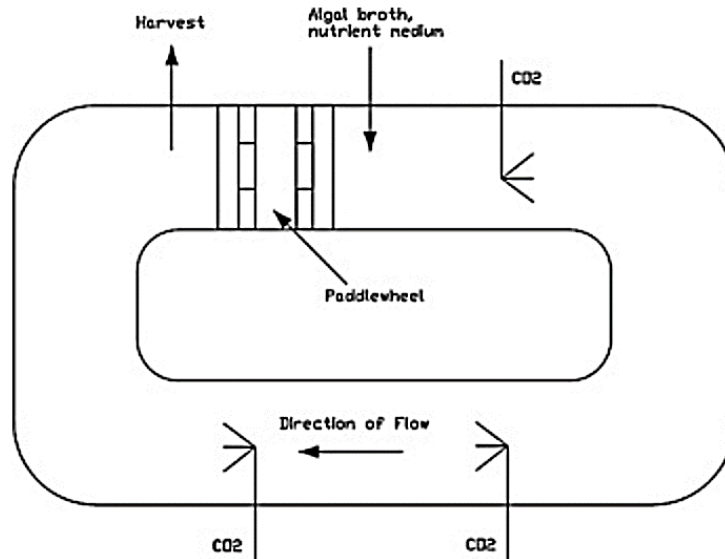 Harvest
Algal broth,
nutrient medium
CO2
Paddlewheel
Direction of Flow
CO2
CO2